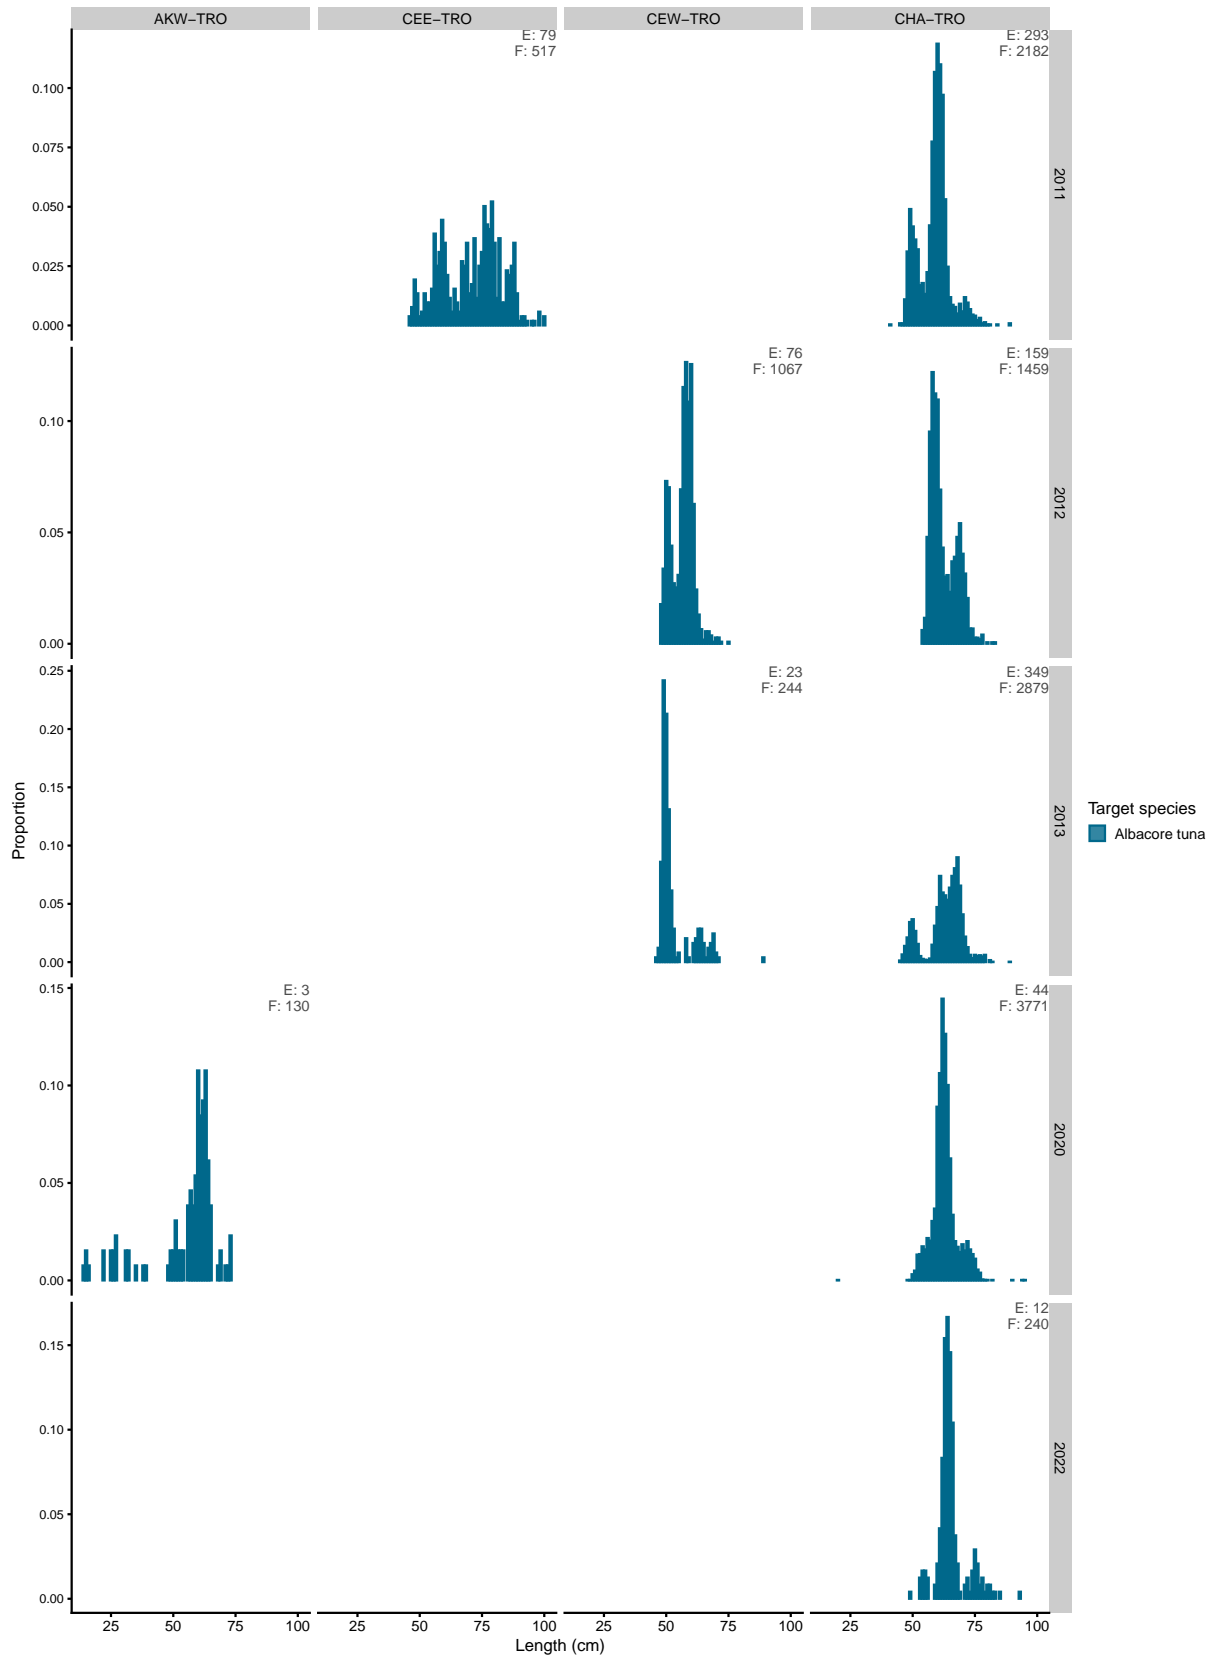 AKW−TRO
CEE−TRO
CEW−TRO
CHA−TRO
E: 79
F: 517
E: 293
F: 2182
0.100
0.075
0.050
0.025
0.000
2011
E: 76
F: 1067
E: 159
F: 1459
0.10
0.05
0.00
2012
E: 23
F: 244
E: 349
F: 2879
0.25
0.20
0.15
0.10
0.05
0.00
2013
Proportion
Target species
Albacore tuna
E: 3
F: 130
E: 44
F: 3771
0.15
0.10
0.05
0.00
2020
E: 12
F: 240
0.15
0.10
0.05
0.00
2022
25 50 75 100
25 50 75 100
25 50 75 100
25 50 75 100
Length (cm)